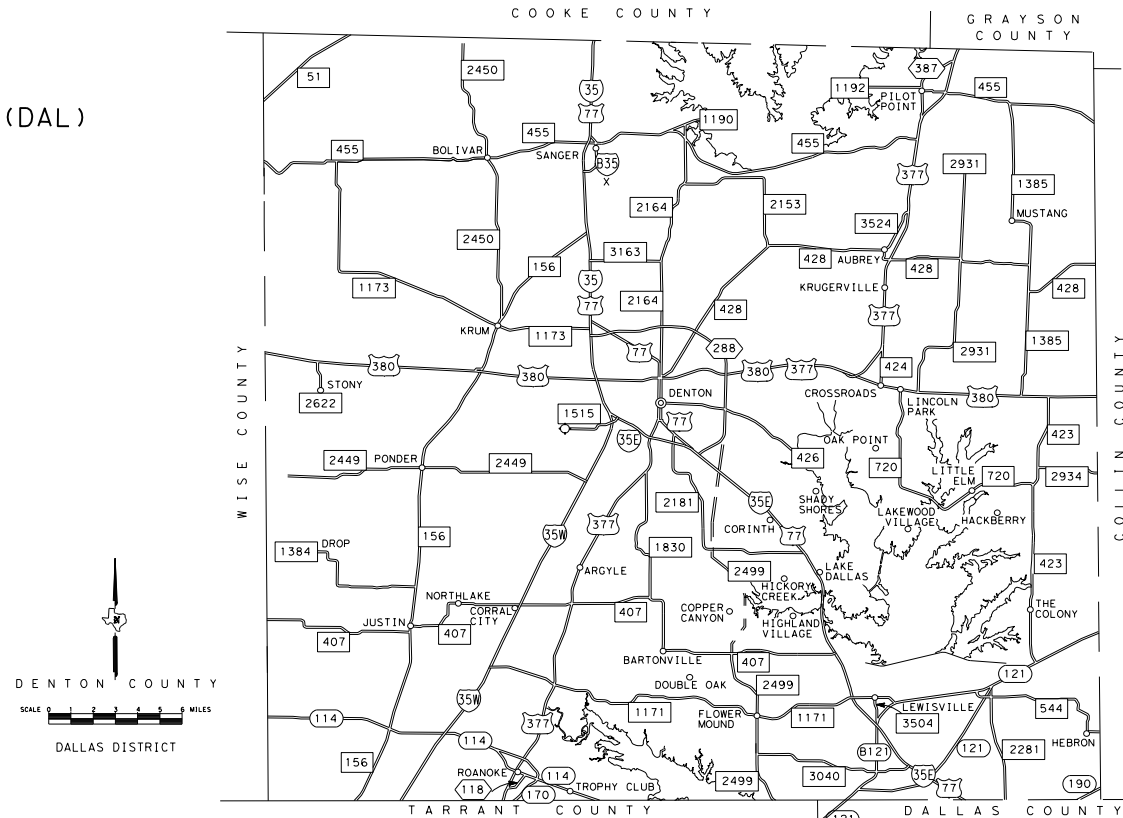 COOKE COUNTY
GRAYSON
COUNTY
(DAL)
51
2450
35
77
387
1192
PILOT
POINT
455
1190
455
455
BOLIVAR
SANGER
B35
X
455
377
2931
2931
1385
MUSTANG
2164
2153
3524
2450
156
3163
428
AUBREY
428
1173
35
77
2164
428
KRUGERVILLE
428
377
KRUM
1173
77
288
2931
1385
WISE COUNTY
COLLIN COUNTY
380
380
380
377
424
STONY
2622
DENTON
CROSSROADS
LINCOLN
PARK
380
1515
77
35E
OAK POINT
423
PONDER
2449
2449
426
720
LITTLE
ELM
720
2934
2181
35E
SHADY
SHORES
LAKEWOOD
VILLAGE
HACKBERRY
CORINTH
77
377
35W
156
1384
DROP
1830
ARGYLE
2499
LAKE
DALLAS
423
HICKORY
CREEK
NORTHLAKE
CORRAL
CITY
407
COPPER
CANYON
HIGHLAND
VILLAGE
THE
COLONY
JUSTIN
407
407
BARTONVILLE
407
DOUBLE OAK
121
DENTON COUNTY
SCALE 0 1 2 3 4 5 6 MILES
DALLAS DISTRICT
35W
2499
114
377
1171
FLOWER
MOUND
1171
LEWISVILLE
3504
544
HEBRON
114
B121
121
2281
156
ROANOKE
118
114
170
TROPHY CLUB
2499
3040
35E
77
190
TARRANT COUNTY
DALLAS COUNTY
121